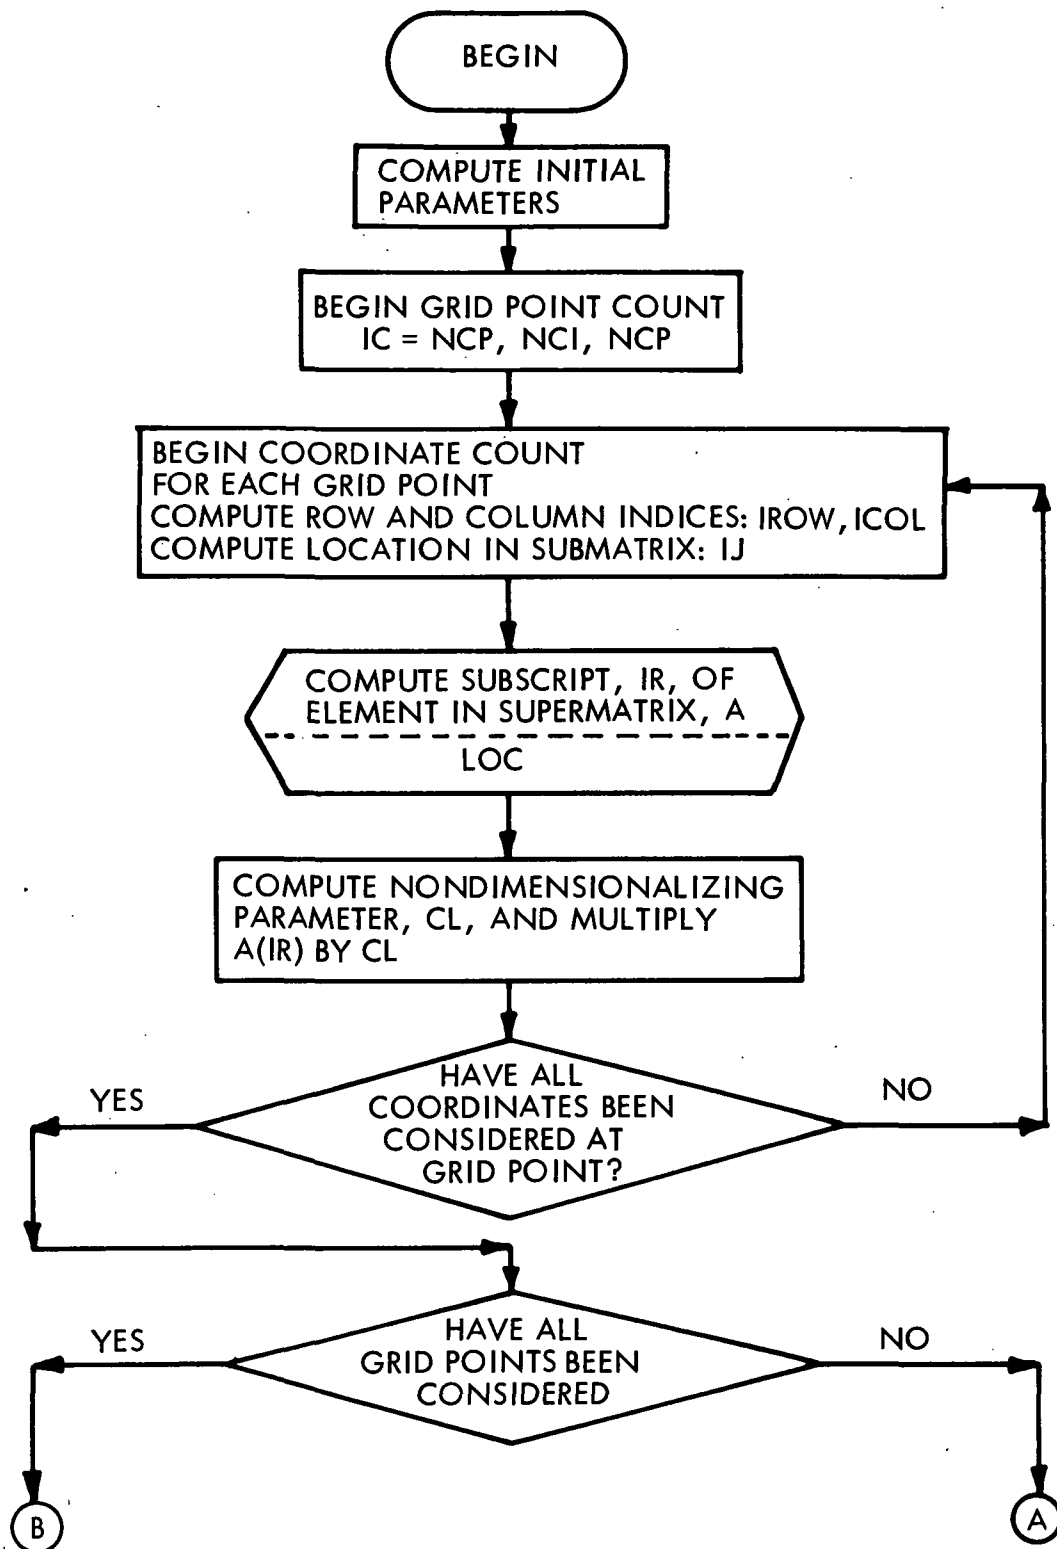 BEGIN
COMPUTE INITIAL
PARAMETERS
BEGIN GRID POINT COUNT
IC = NCP, NCI, NCP
BEGIN COORDINATE COUNT
FOR EACH GRID POINT
COMPUTE ROW AND COLUMN INDICES: IROW, ICOL
COMPUTE LOCATION IN SUBMATRIX: IJ
COMPUTE SUBSCRIPT, IR, OF
ELEMENT IN SUPERMATRIX, A
LOC
COMPUTE NONDIMENSIONALIZING
PARAMETER, CL, AND MULTIPLY
A(IR) BY CL
HAVE ALL
COORDINATES BEEN
CONSIDERED AT
GRID POINT?
YES
NO
HAVE ALL
GRID POINTS BEEN
CONSIDERED
YES
NO
B
A